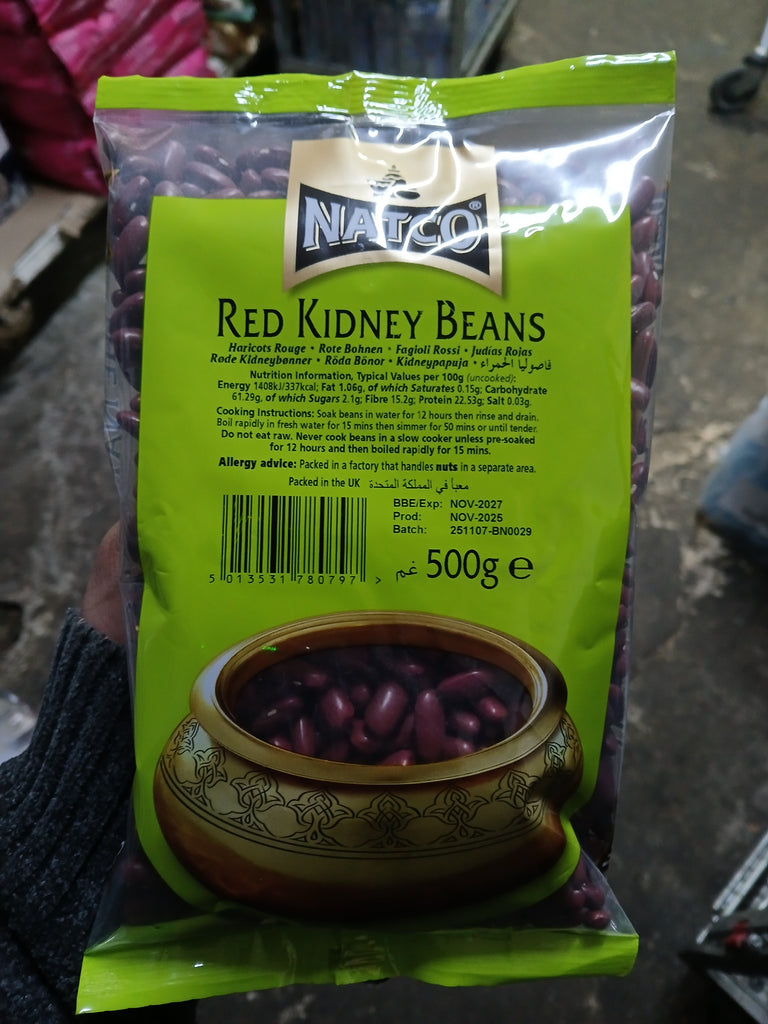 NATCO®
RED KIDNEY BEANS
Haricots Rouge • Rote Bohnen • Fagioli Rossi • Judías Rojas
Røde Kidneybønner • Röda Bönor • Kidneypapuja • فاصوليا الحمراء
Nutrition Information, Typical Values per 100g (uncooked):
Energy 1408kJ/337kcal; Fat 1.06g, of which Saturates 0.15g; Carbohydrate
61.29g, of which Sugars 2.1g; Fibre 15.2g; Protein 22.53g; Salt 0.03g.
Cooking Instructions: Soak beans in water for 12 hours then rinse and drain.
Boil rapidly in fresh water for 15 mins then simmer for 50 mins or until tender.
Do not eat raw. Never cook beans in a slow cooker unless pre-soaked
for 12 hours and then boiled rapidly for 15 mins.
Allergy advice: Packed in a factory that handles nuts in a separate area.
Packed in the UK معبأ في المملكة المتحدة
BBE/Exp: NOV-2027
Prod: NOV-2025
Batch: 251107-BN0029
5 013531 780797 >
500g e غم